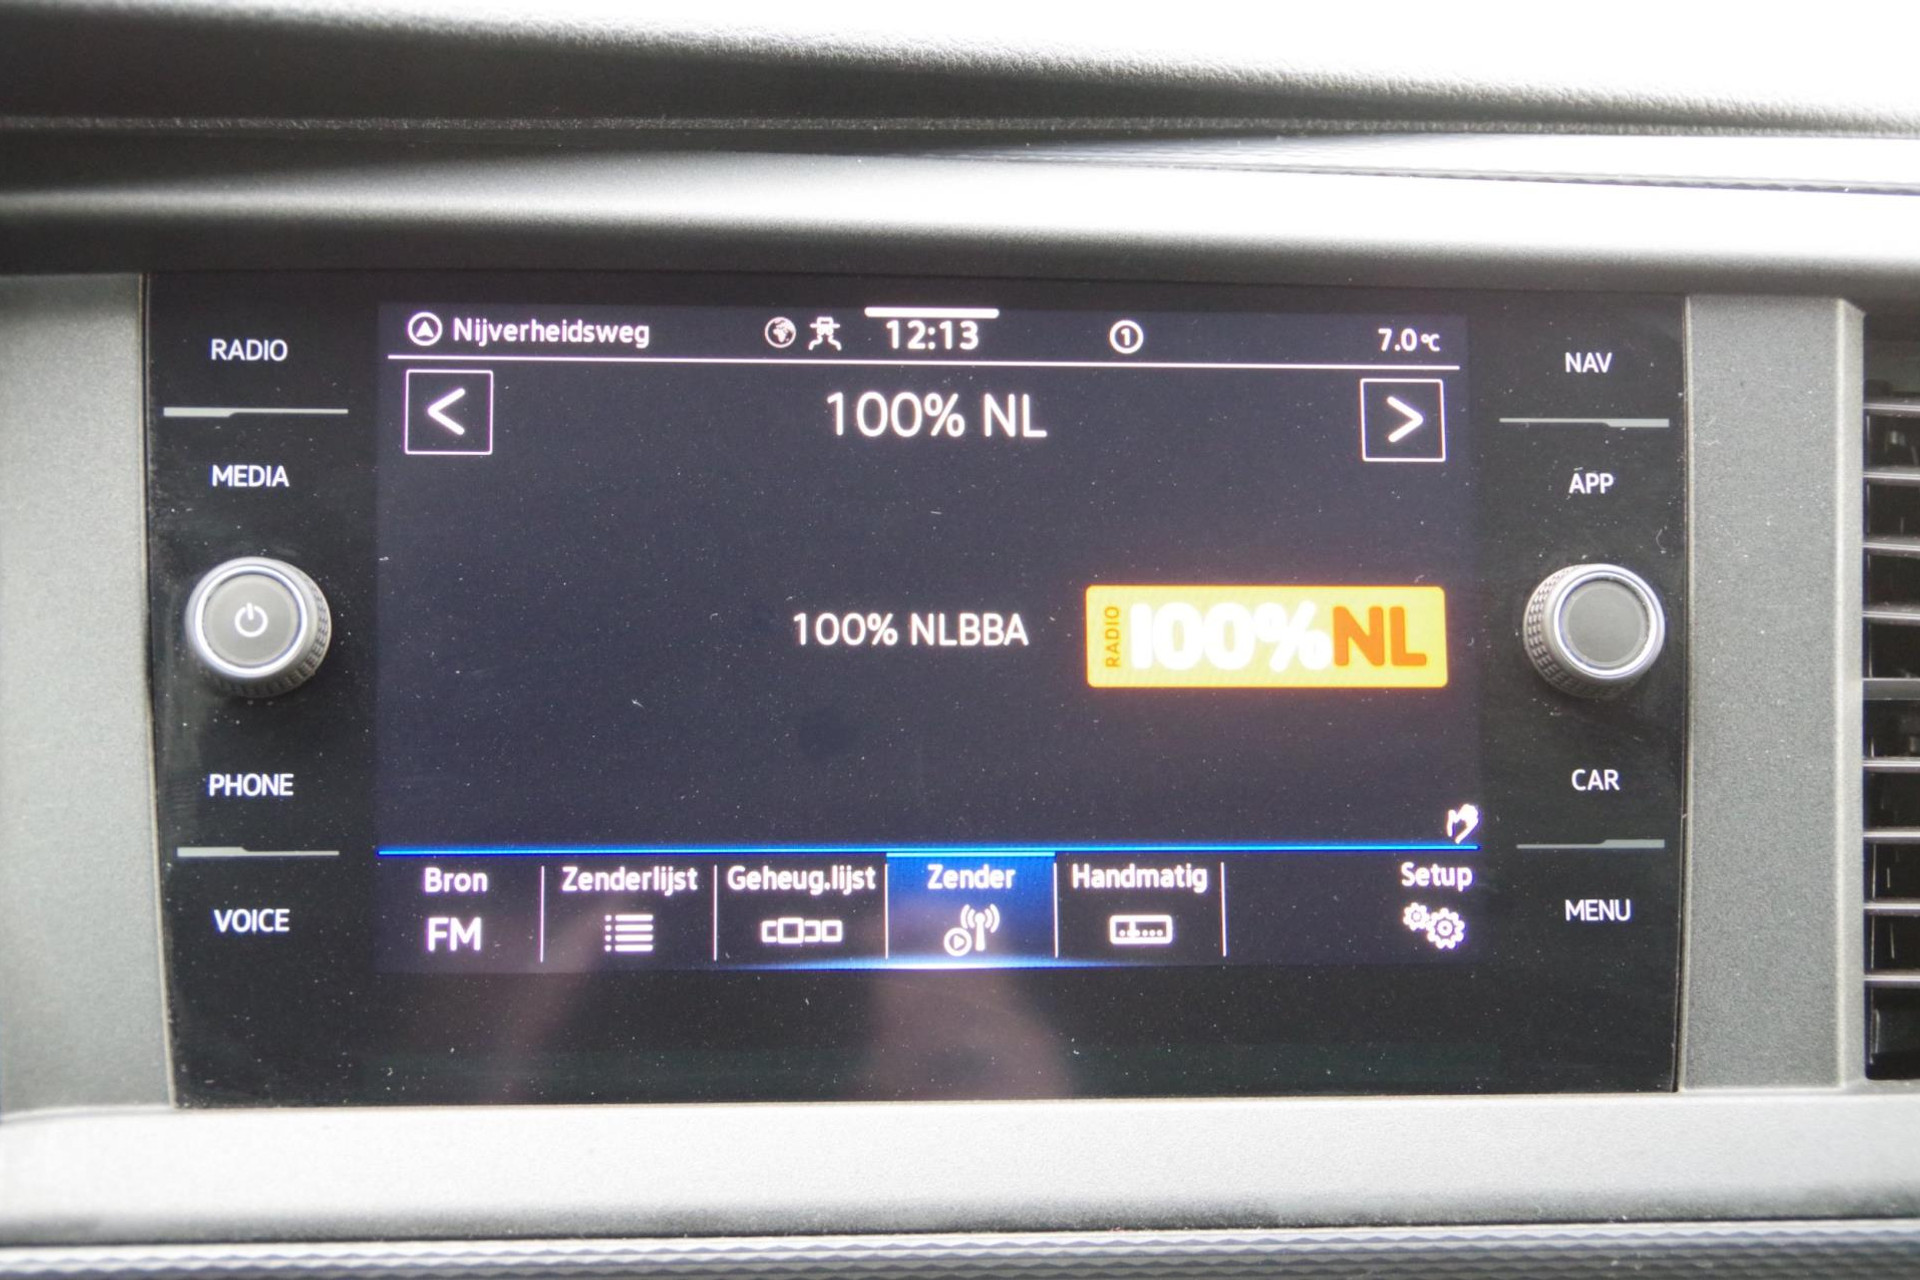 RADIO
MEDIA
PHONE
VOICE
Nijverheidsweg 12:13 1 7.0°C
< 100% NL >
100% NLBBA
RADIO 100%NL
Bron Zenderlijst Geheug.lijst Zender Handmatig Setup
FM
NAV
APP
CAR
MENU